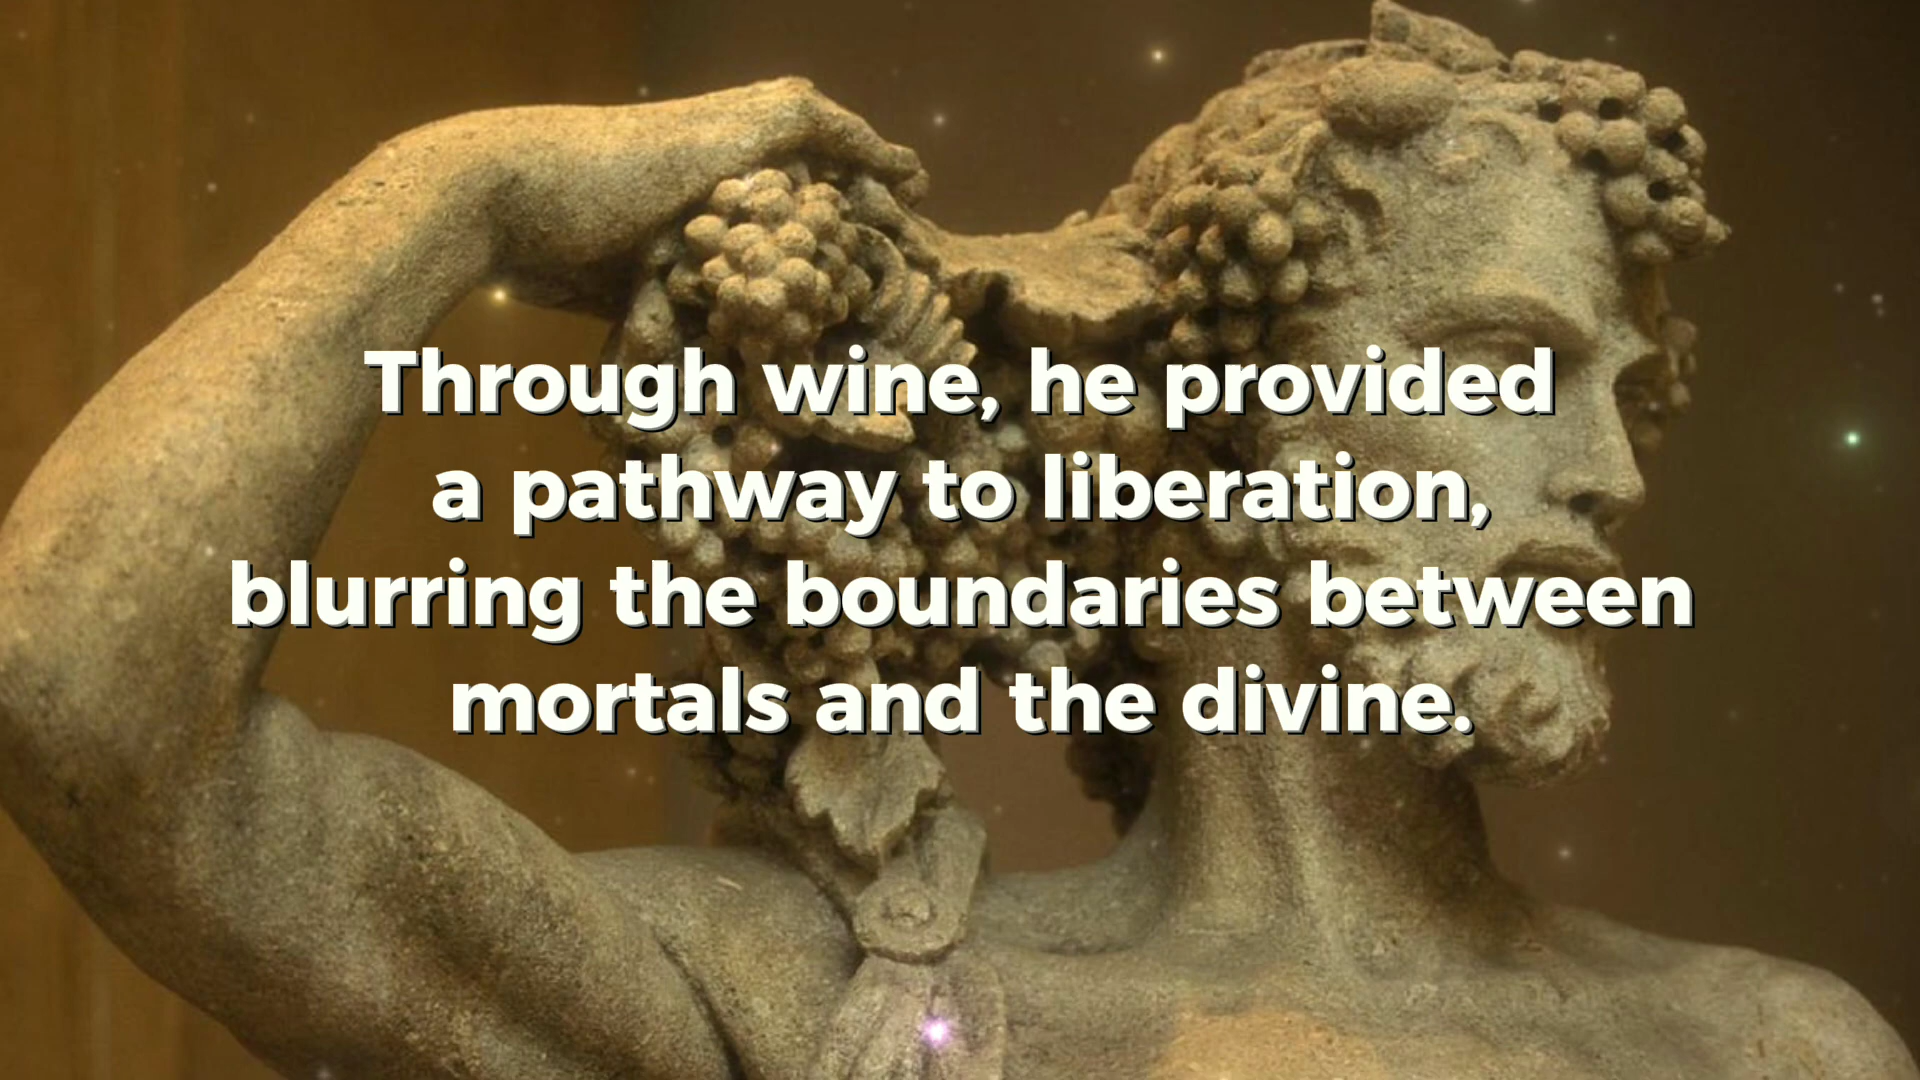 Through wine, he provided
a pathway to liberation,
blurring the boundaries between
mortals and the divine.